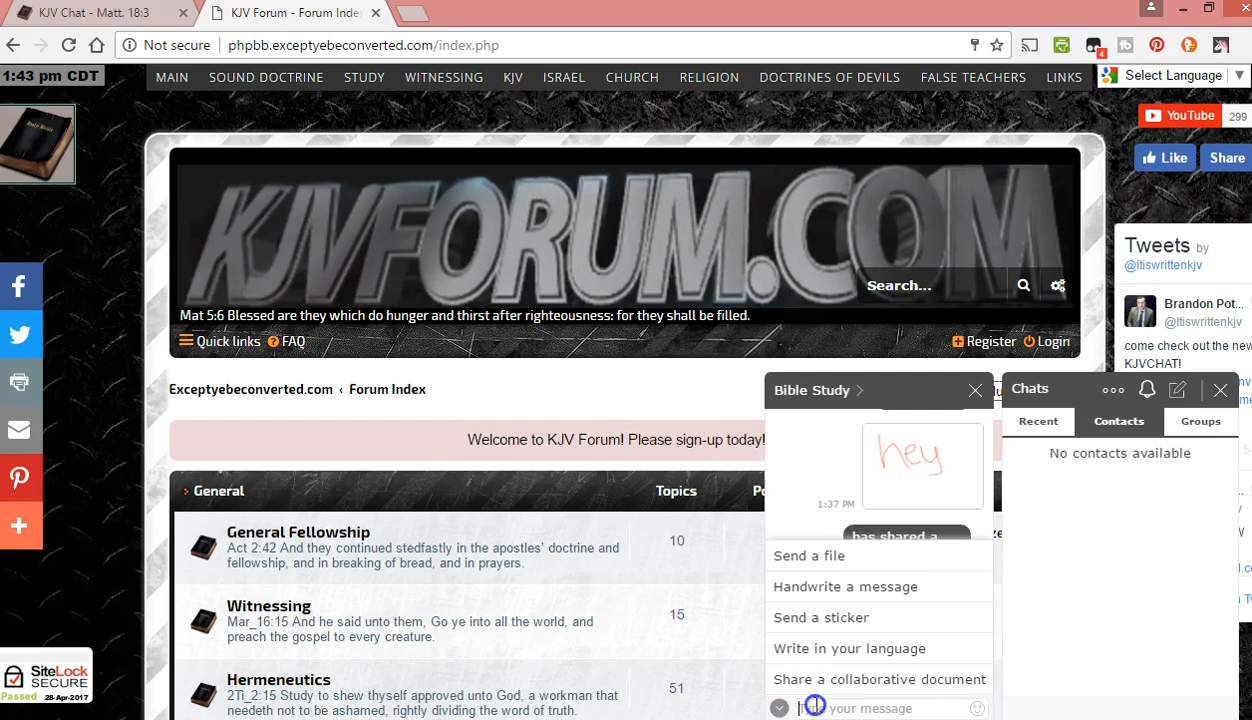 KJV Chat - Matt. 18:3
KJV Forum - Forum Inde
Not secure
phpbb.exceptyebeconverted.com/index.php
4
1:43 pm CDT
MAIN SOUND DOCTRINE STUDY WITNESSING KJV ISRAEL CHURCH RELIGION DOCTRINES OF DEVILS FALSE TEACHERS LINKS
Select Language
YouTube 299
Like Share
KJVFORUM.COM
Search...
Mat 5:6 Blessed are they which do hunger and thirst after righteousness: for they shall be filled.
Quick links FAQ
Register Login
Tweets by
@Itiswrittenkjv
Brandon Pot...
@Itiswrittenkjv
come check out the new
KJVCHAT!
Exceptyebeconverted.com ‹ Forum Index
Welcome to KJV Forum! Please sign-up today!
General Topics
General Fellowship
Act 2:42 And they continued stedfastly in the apostles' doctrine and
fellowship, and in breaking of bread, and in prayers.
10
Witnessing
Mar_16:15 And he said unto them, Go ye into all the world, and
preach the gospel to every creature.
15
Hermeneutics
2Ti_2:15 Study to shew thyself approved unto God, a workman that
needeth not to be ashamed, rightly dividing the word of truth.
51
Bible Study
hey
1:37 PM
has shared a
Send a file
Handwrite a message
Send a sticker
Write in your language
Share a collaborative document
Type your message
Chats
Recent Contacts Groups
No contacts available
SiteLock
SECURE
Passed 28-Apr-2017